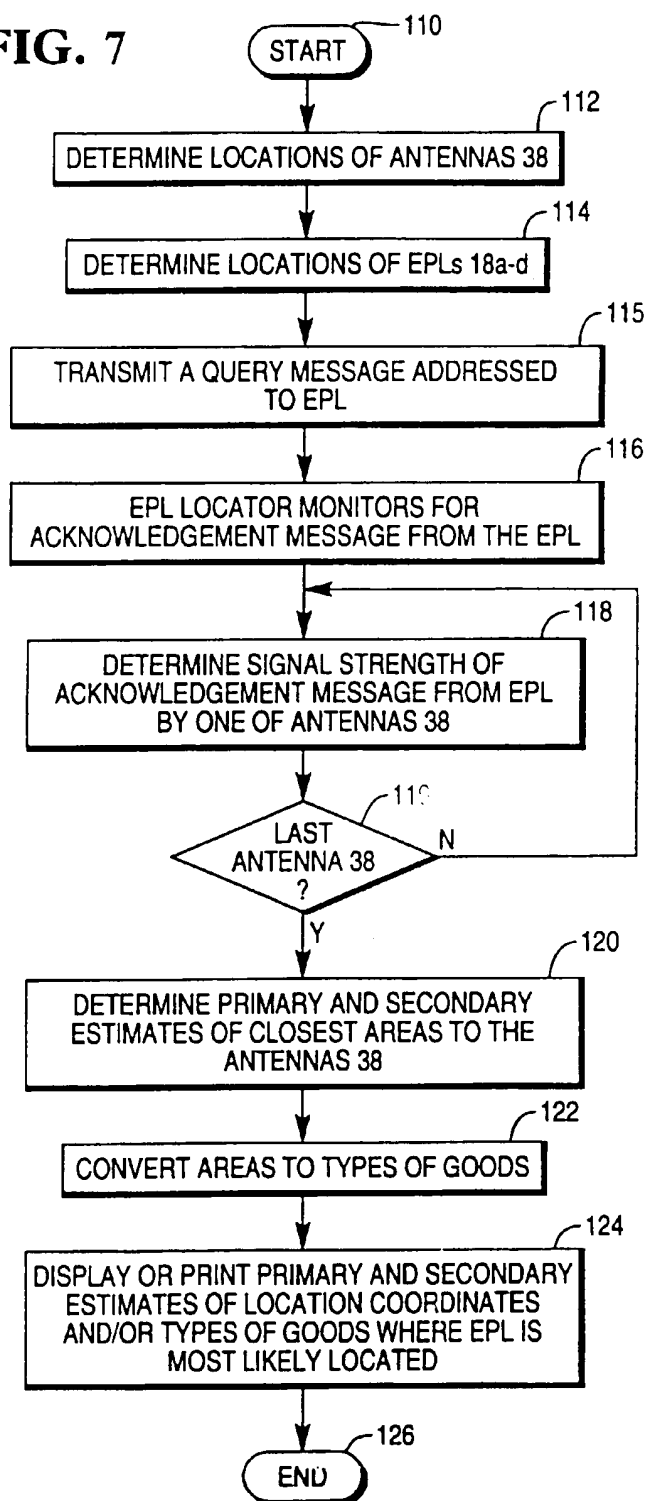 FIG. 7
START
110
112
DETERMINE LOCATIONS OF ANTENNAS 38
114
DETERMINE LOCATIONS OF EPLs 18a-d
115
TRANSMIT A QUERY MESSAGE ADDRESSED
TO EPL
116
EPL LOCATOR MONITORS FOR
ACKNOWLEDGEMENT MESSAGE FROM THE EPL
118
DETERMINE SIGNAL STRENGTH OF
ACKNOWLEDGEMENT MESSAGE FROM EPL
BY ONE OF ANTENNAS 38
119
LAST
ANTENNA 38
?
N
Y
120
DETERMINE PRIMARY AND SECONDARY
ESTIMATES OF CLOSEST AREAS TO THE
ANTENNAS 38
122
CONVERT AREAS TO TYPES OF GOODS
124
DISPLAY OR PRINT PRIMARY AND SECONDARY
ESTIMATES OF LOCATION COORDINATES
AND/OR TYPES OF GOODS WHERE EPL IS
MOST LIKELY LOCATED
126
END